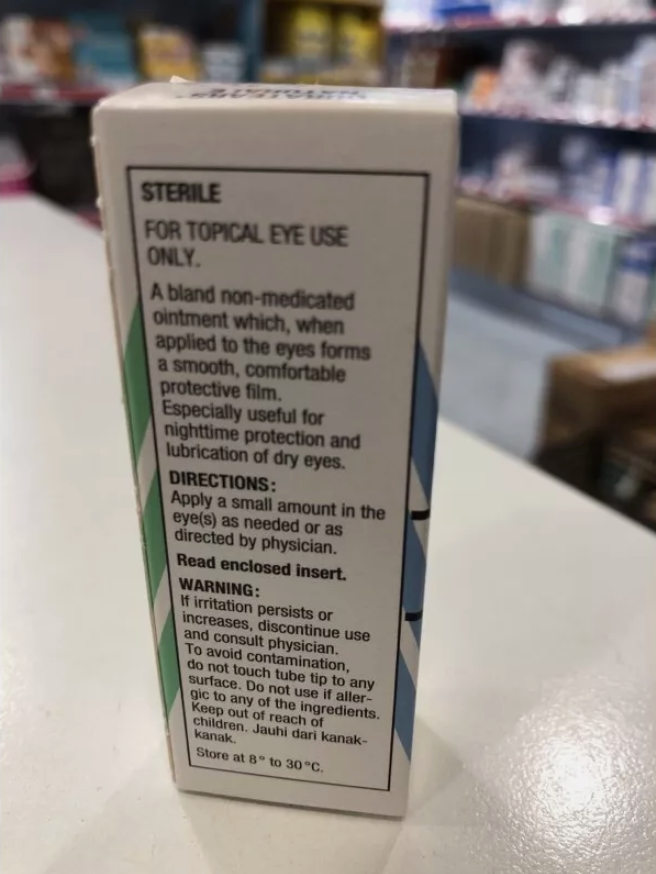 STERILE
FOR TOPICAL EYE USE
ONLY.
A bland non-medicated
ointment which, when
applied to the eyes forms
a smooth, comfortable
protective film.
Especially useful for
nighttime protection and
lubrication of dry eyes.
DIRECTIONS:
Apply a small amount in the
eye(s) as needed or as
directed by physician.
Read enclosed insert.
WARNING:
If irritation persists or
increases, discontinue use
and consult physician.
To avoid contamination,
do not touch tube tip to any
surface. Do not use if aller-
gic to any of the ingredients.
Keep out of reach of
children. Jauhi dari kanak-
kanak.
Store at 8° to 30°C.